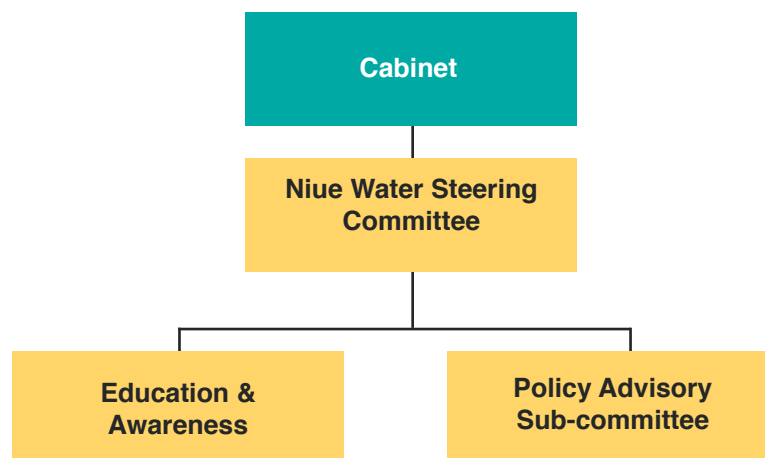 Cabinet
Niue Water Steering
Committee
Education &
Awareness
Policy Advisory
Sub-committee